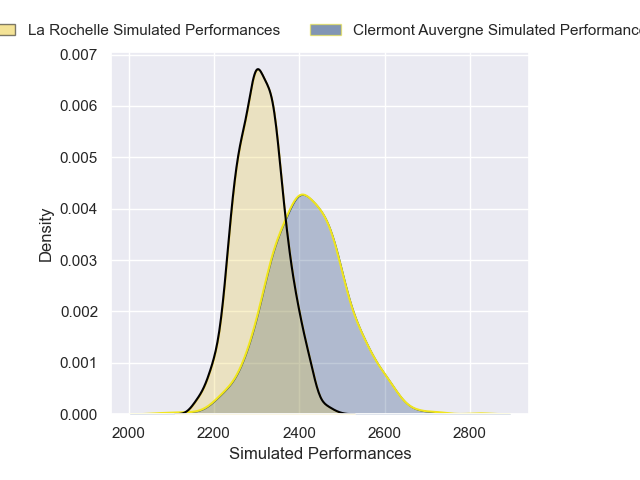 La Rochelle Simulated Performances
Clermont Auvergne Simulated
0.007
0.006
0.005
0.004
0.003
0.002
0.001
0.000
Density
2000 2200 2400 2600 2800
Simulated Performances